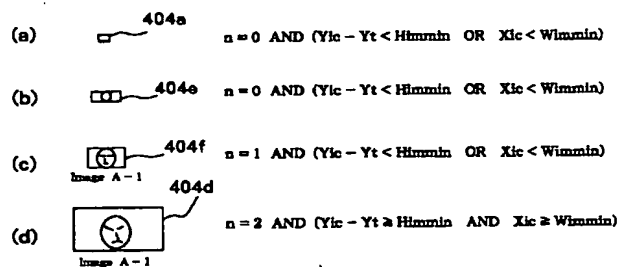 (a) 404a n = 0 AND (Yic - Yt < Himmin OR Xic < Wimmin)
(b) 404e n = 0 AND (Yic - Yt < Himmin OR Xic < Wimmin)
(c) 404f n = 1 AND (Yic - Yt < Himmin OR Xic < Wimmin)
Image A-1
404d
(d) n = 2 AND (Yic - Yt ≧ Himmin AND Xic ≧ Wimmin)
Image A-1